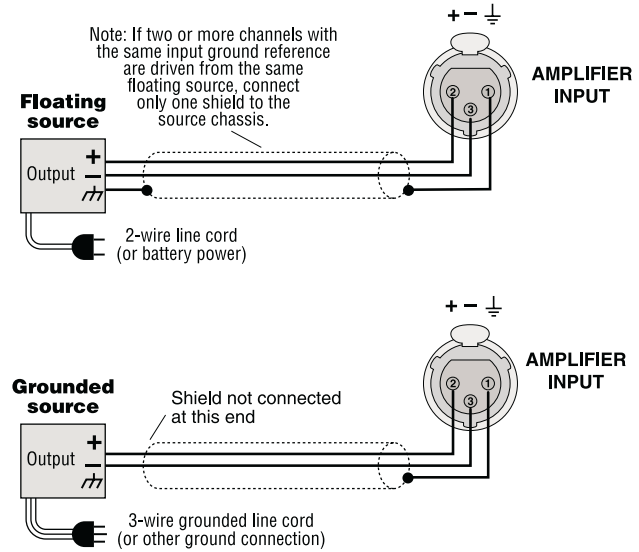 + − ⏚
Note: If two or more channels with
the same input ground reference
are driven from the same
floating source, connect
only one shield to the
source chassis.
AMPLIFIER
INPUT
2 1
3
Floating
source
Output + −
2-wire line cord
(or battery power)
+ − ⏚
AMPLIFIER
INPUT
2 1
3
Grounded
source
Shield not connected
at this end
Output + −
3-wire grounded line cord
(or other ground connection)